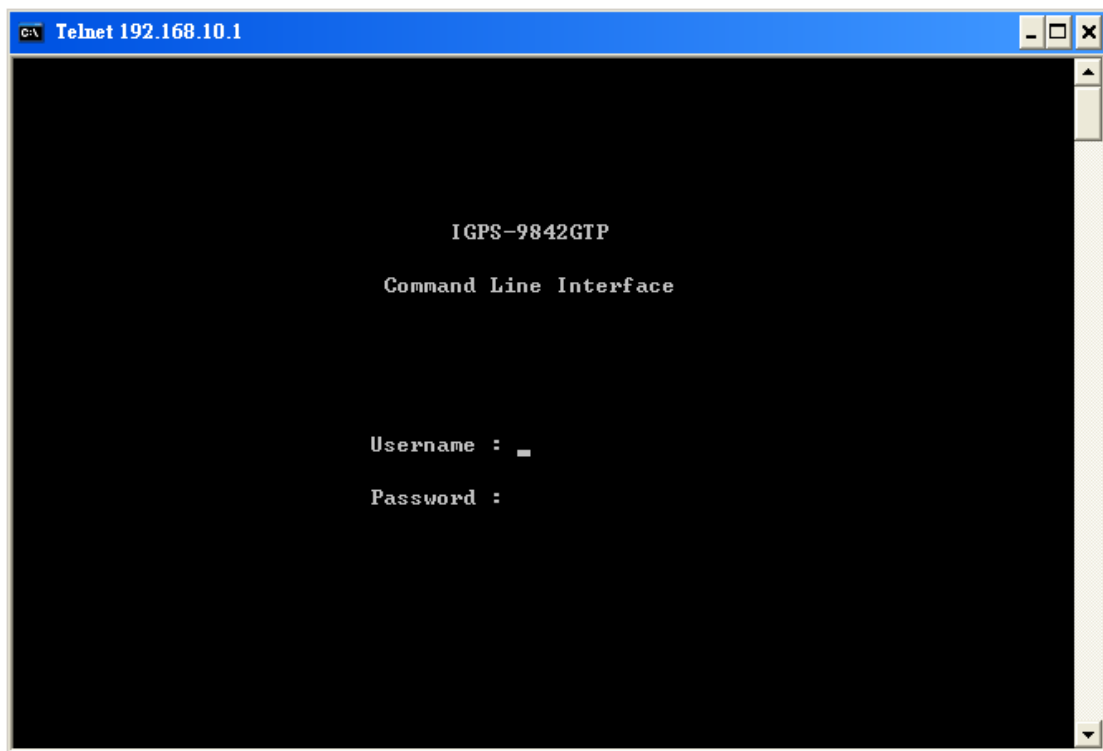 Telnet 192.168.10.1
IGPS-9842GTP
Command Line Interface
Username : _
Password :